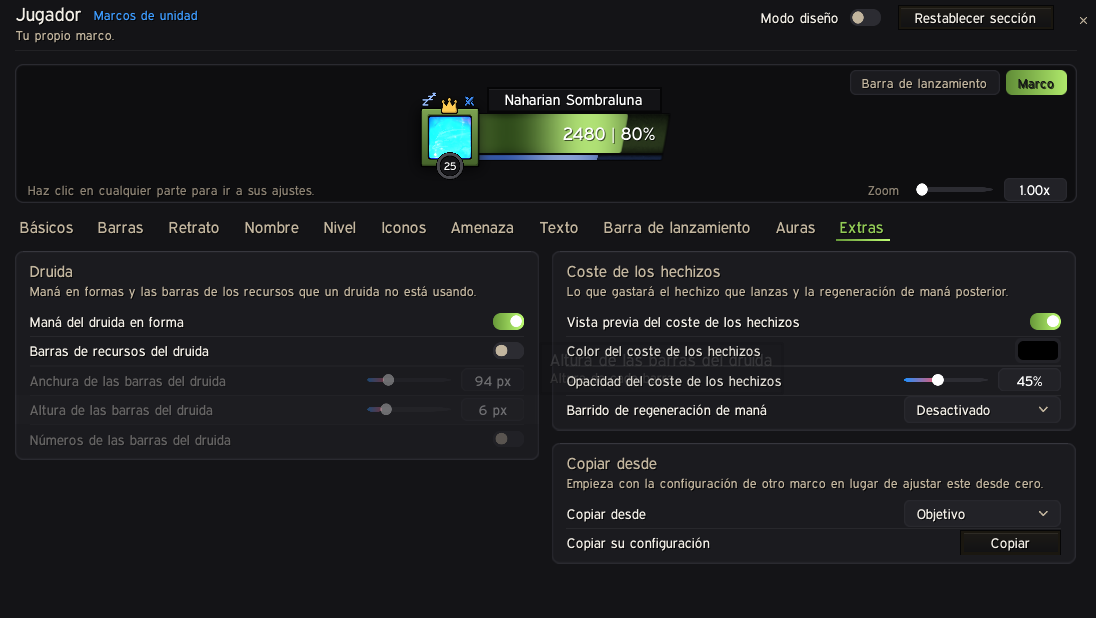 Jugador Marcos de unidad
Modo diseño
Restablecer sección
Tu propio marco.
Barra de lanzamiento
Marco
Naharian Sombraluna
2480 | 80%
25
Haz clic en cualquier parte para ir a sus ajustes.
Zoom
1.00x
Básicos Barras Retrato Nombre Nivel Iconos Amenaza Texto Barra de lanzamiento Auras Extras
Druida
Maná en formas y las barras de los recursos que un druida no está usando.
Maná del druida en forma
Barras de recursos del druida
Anchura de las barras del druida 94 px
Altura de las barras del druida 6 px
Números de las barras del druida
Coste de los hechizos
Lo que gastará el hechizo que lanzas y la regeneración de maná posterior.
Vista previa del coste de los hechizos
Color del coste de los hechizos
Altura de las barras del druida
Opacidad del coste de los hechizos 45%
Barrido de regeneración de maná Desactivado
Copiar desde
Empieza con la configuración de otro marco en lugar de ajustar este desde cero.
Copiar desde Objetivo
Copiar su configuración Copiar